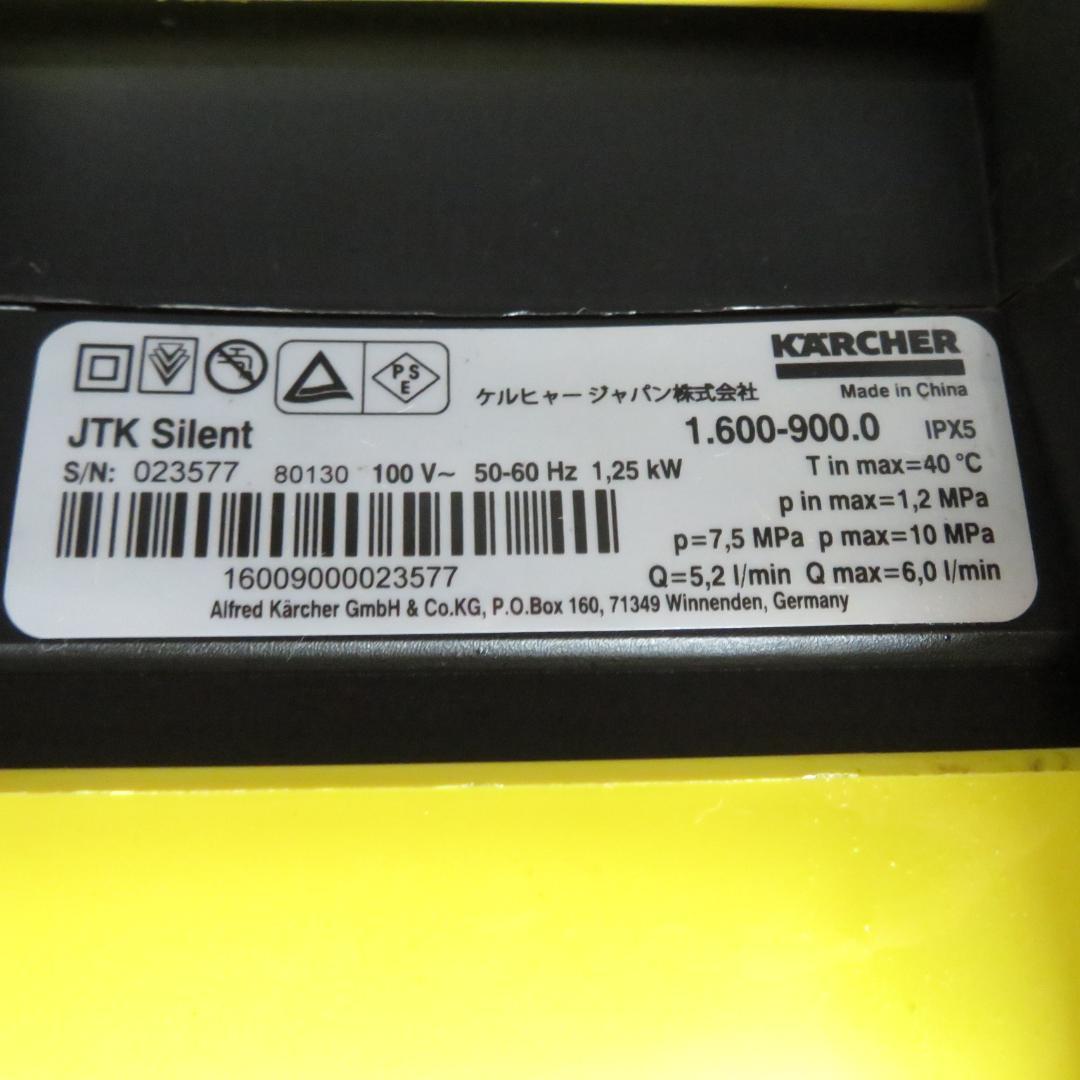 KÄRCHER
PS
E
ケルヒャー ジャパン株式会社
Made in China
JTK Silent
1.600-900.0 IPX5
S/N: 023577 80130 100 V~ 50-60 Hz 1,25 kW
T in max=40 °C
p in max=1,2 MPa
p=7,5 MPa p max=10 MPa
Q=5,2 l/min Q max=6,0 l/min
16009000023577
Alfred Kärcher GmbH & Co.KG, P.O.Box 160, 71349 Winnenden, Germany